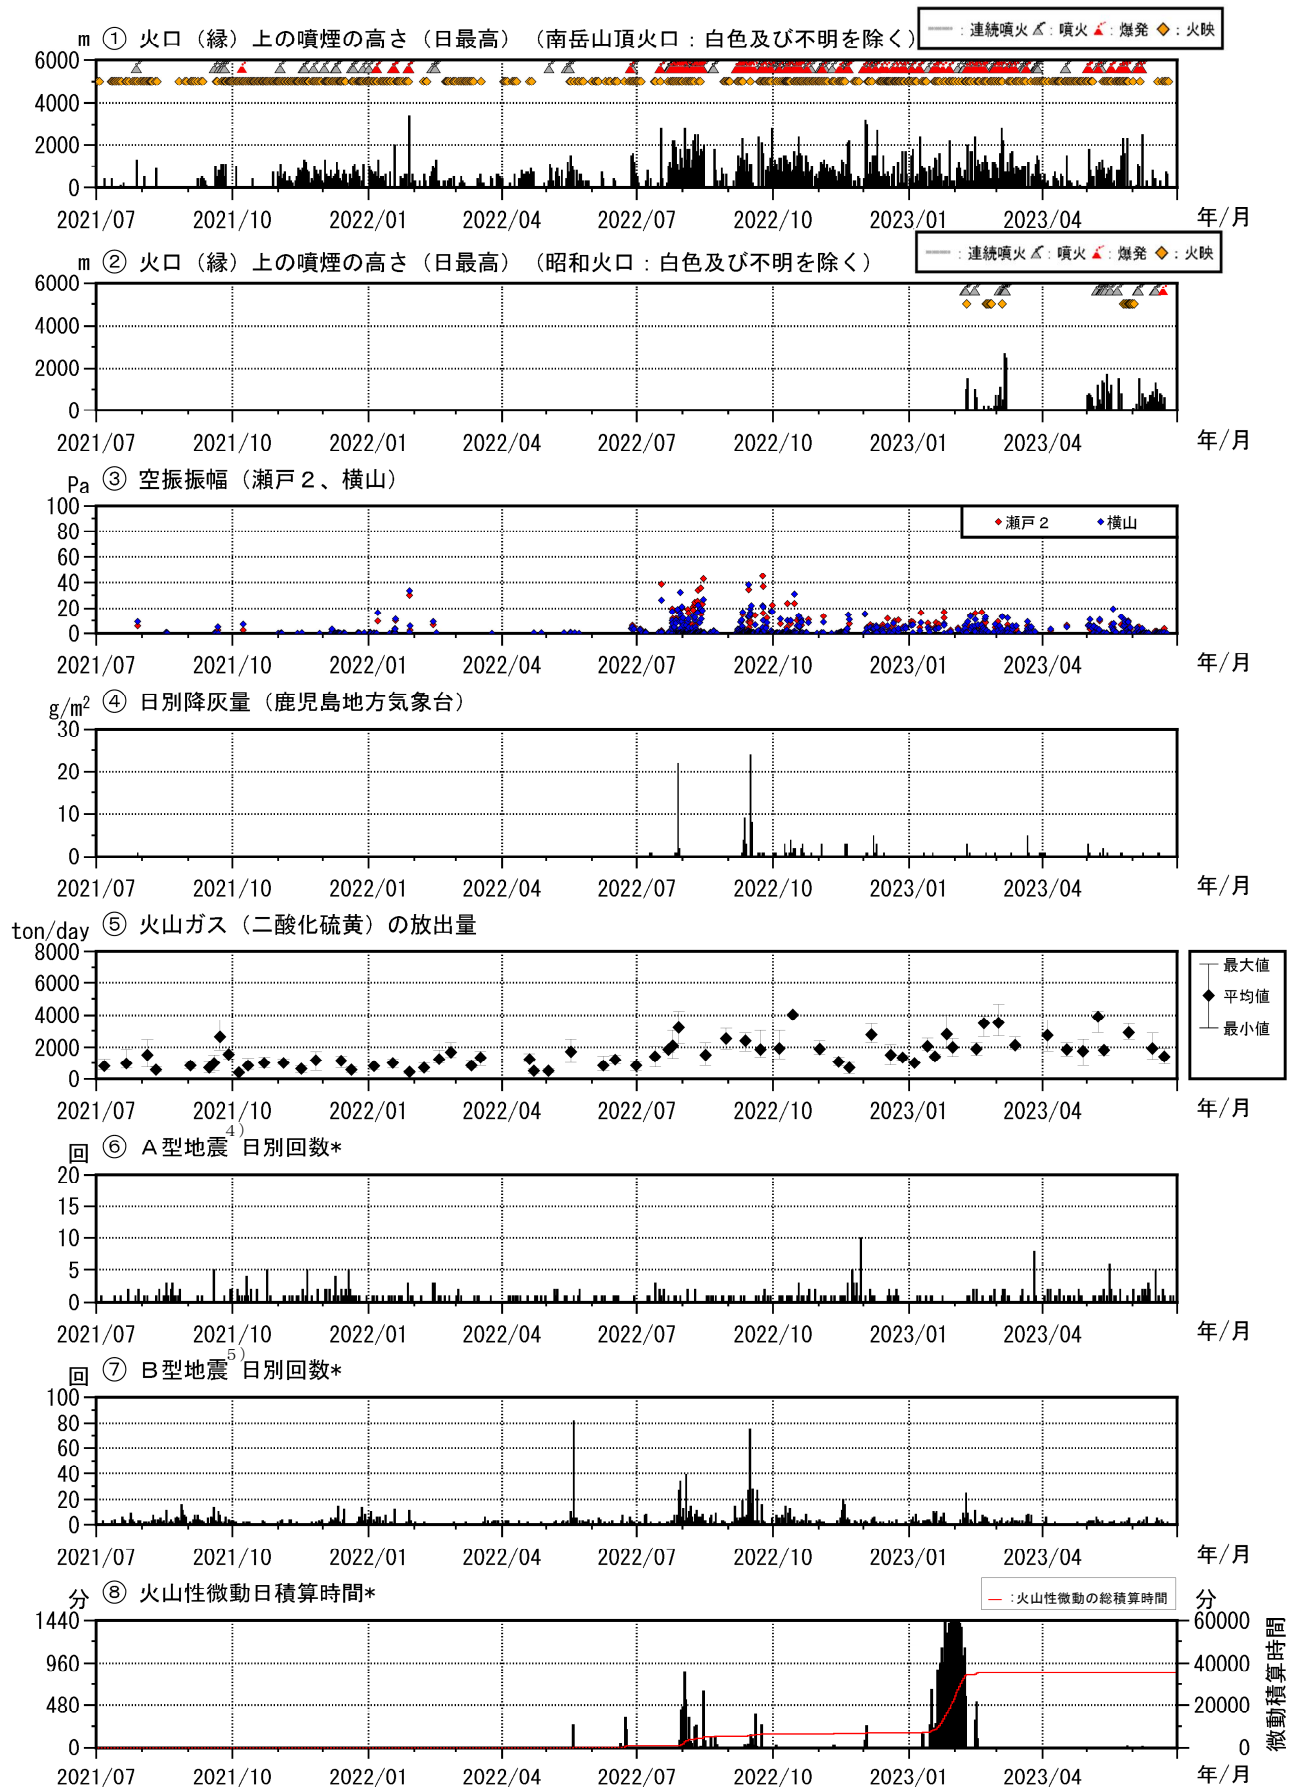 m ① 火口（縁）上の噴煙の高さ（日最高）（南岳山頂火口：白色及び不明を除く）
：連続噴火 ：噴火 ：爆発 ：火映
6000
4000
2000
0
2021/07 2021/10 2022/01 2022/04 2022/07 2022/10 2023/01 2023/04 年/月
m ② 火口（縁）上の噴煙の高さ（日最高）（昭和火口：白色及び不明を除く）
：連続噴火 ：噴火 ：爆発 ：火映
6000
4000
2000
0
2021/07 2021/10 2022/01 2022/04 2022/07 2022/10 2023/01 2023/04 年/月
Pa ③ 空振振幅（瀬戸２、横山）
瀬戸２ 横山
100
80
60
40
20
0
2021/07 2021/10 2022/01 2022/04 2022/07 2022/10 2023/01 2023/04 年/月
g/m² ④ 日別降灰量（鹿児島地方気象台）
30
20
10
0
2021/07 2021/10 2022/01 2022/04 2022/07 2022/10 2023/01 2023/04 年/月
ton/day ⑤ 火山ガス（二酸化硫黄）の放出量
8000
6000
4000
2000
0
最大値
平均値
最小値
2021/07 2021/10 2022/01 2022/04 2022/07 2022/10 2023/01 2023/04 年/月
回 ⑥ Ａ型地震 4) 日別回数*
20
15
10
5
0
2021/07 2021/10 2022/01 2022/04 2022/07 2022/10 2023/01 2023/04 年/月
回 ⑦ Ｂ型地震 5) 日別回数*
100
80
60
40
20
0
2021/07 2021/10 2022/01 2022/04 2022/07 2022/10 2023/01 2023/04 年/月
分 ⑧ 火山性微動日積算時間*
：火山性微動の総積算時間 分
1440 60000
960 40000
480 20000
0 0
微動積算時間
2021/07 2021/10 2022/01 2022/04 2022/07 2022/10 2023/01 2023/04 年/月